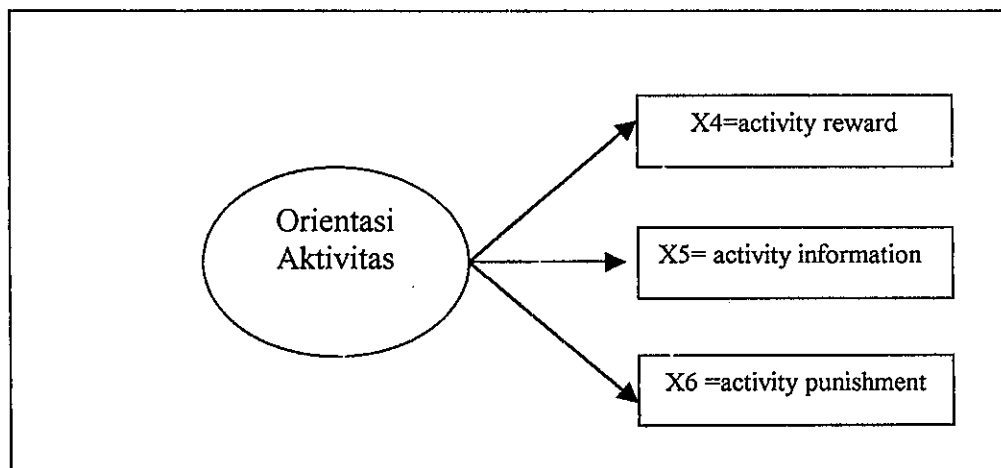 X4=activity reward
Orientasi
Aktivitas
X5= activity information
X6 =activity punishment